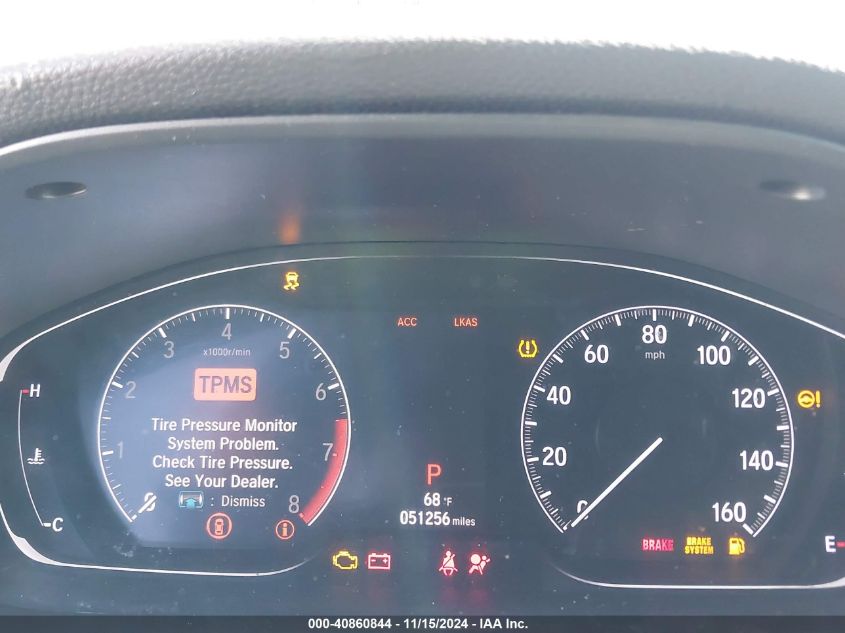 ACC LKAS
4
3 5
x1000r/min
2 6
TPMS
Tire Pressure Monitor
System Problem.
1 Check Tire Pressure. 7
See Your Dealer.
: Dismiss
0 8
H
C
P
68 °F
051256 miles
80
60 mph 100
40 120
20 140
0 160
BRAKE BRAKE
SYSTEM
E
000-40860844 - 11/15/2024 - IAA Inc.